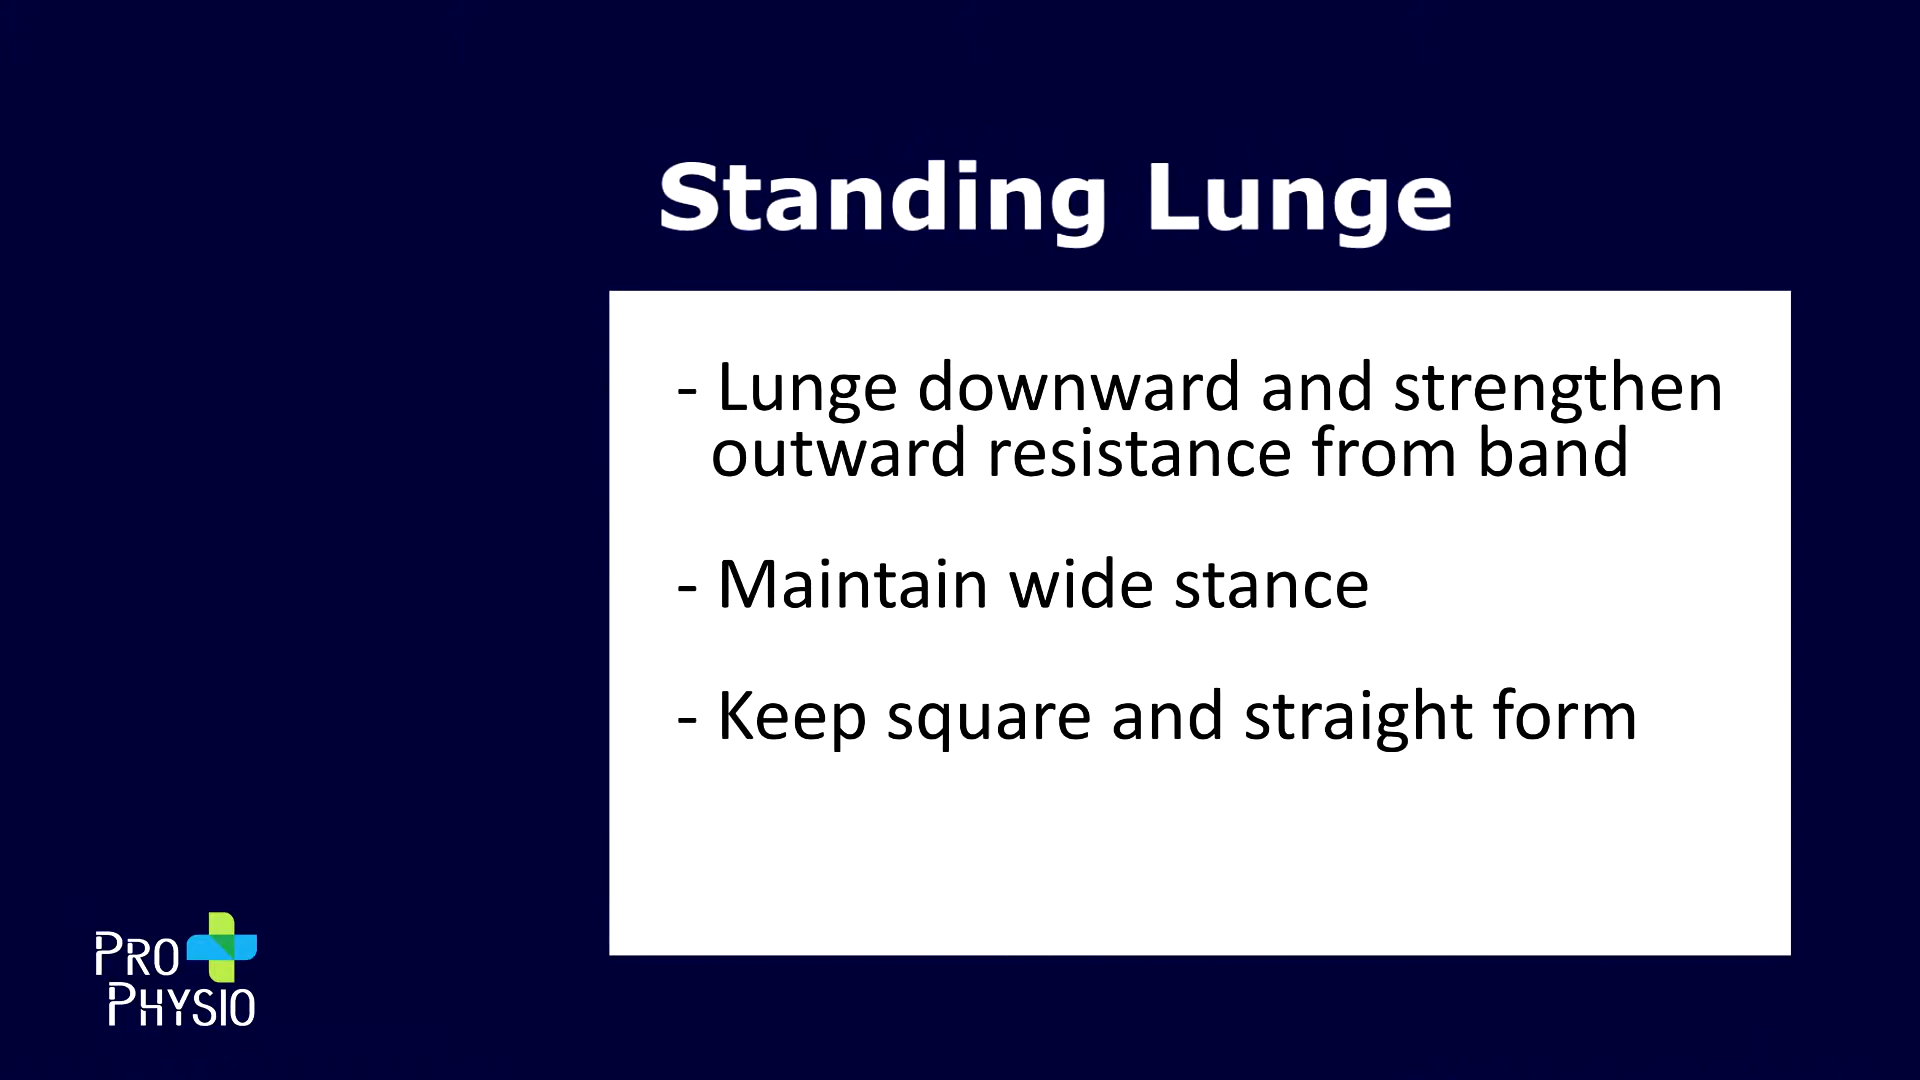 Standing Lunge
- Lunge downward and strengthen
outward resistance from band
- Maintain wide stance
- Keep square and straight form
PRO
PHYSIO